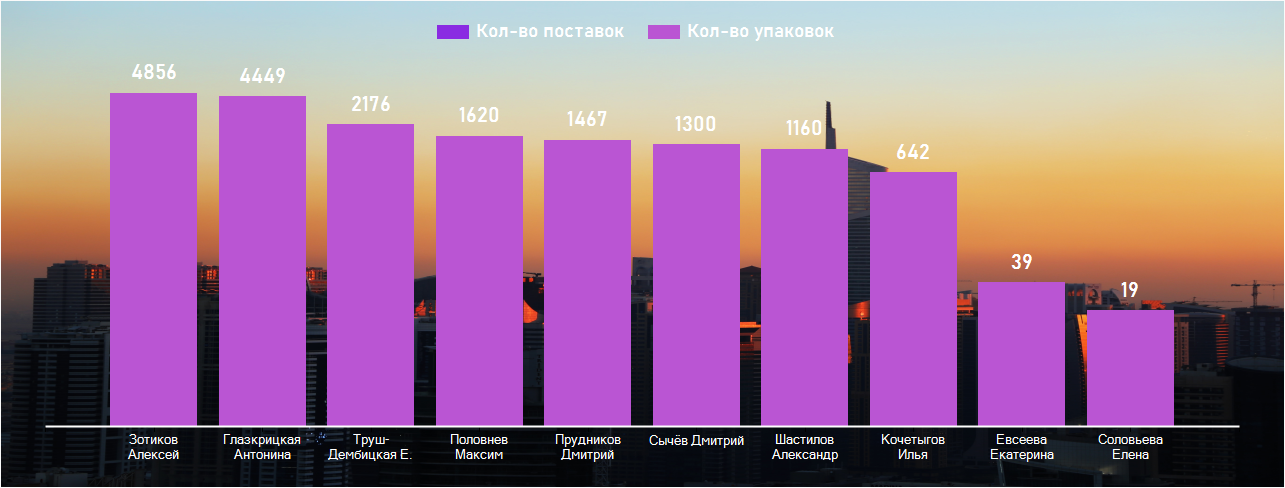 Кол-во поставок Кол-во упаковок
4856 4449 2176 1620 1467 1300 1160 642 39 19
Зотиков Алексей
Глазкрицкая Антонина
Труш-
Дембицкая Е.
Половнев Максим
Прудников Дмитрий
Сычёв Дмитрий
Шастилов Александр
Кочетыгов Илья
Евсеева Екатерина
Соловьева Елена